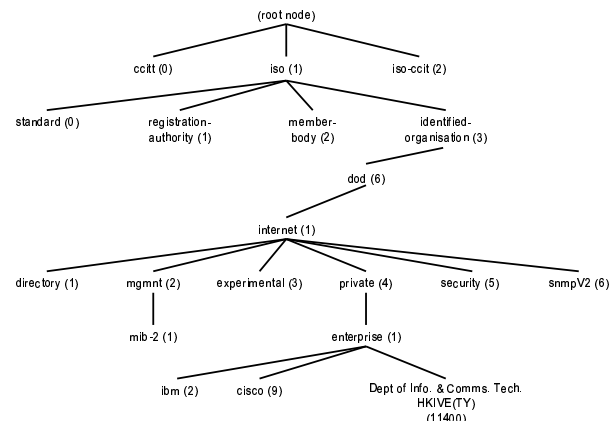 (root node)
ccitt (0)
iso (1)
iso-ccit (2)
standard (0)
registration-
authority (1)
member-
body (2)
identified-
organisation (3)
dod (6)
internet (1)
directory (1)
mgmnt (2)
experimental (3)
private (4)
security (5)
snmpV2 (6)
mib-2 (1)
enterprise (1)
ibm (2)
cisco (9)
Dept of Info. & Comms. Tech.
HKIVE(TY)
(11400)